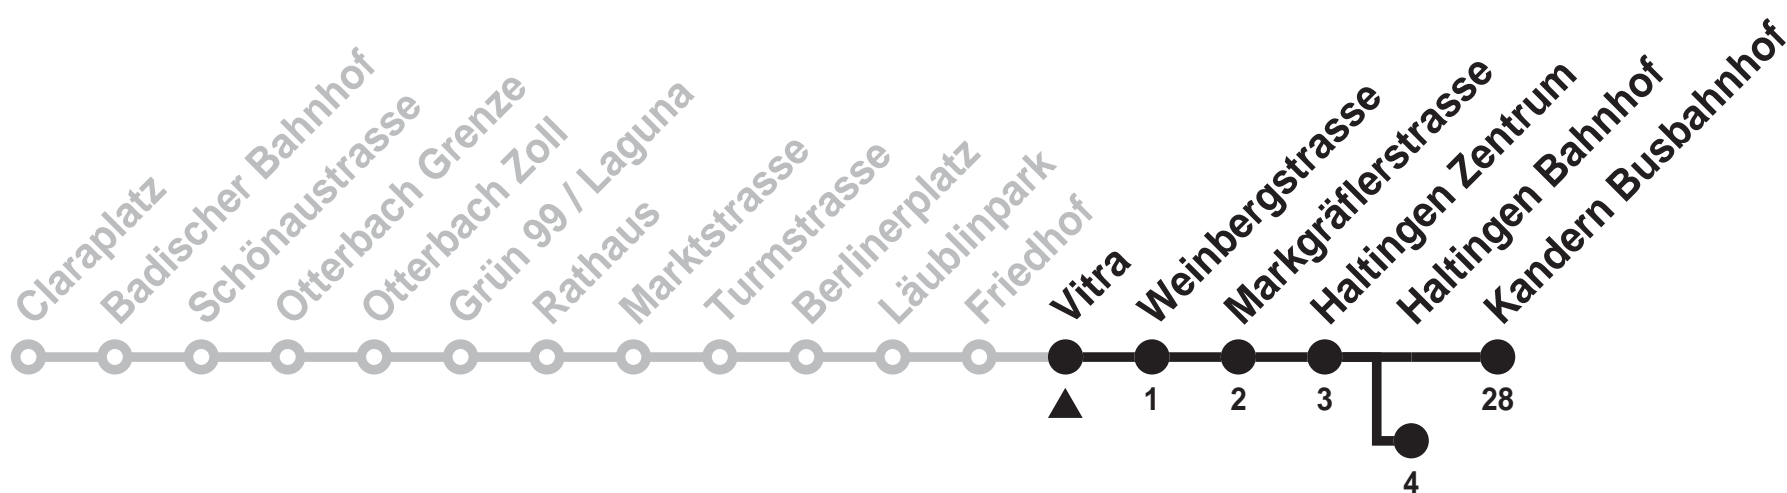 Claraplatz
Badischer Bahnhof
Schönaustrasse
Otterbach Grenze
Otterbach Zoll
Grün 99 / Laguna
Rathaus
Marktstrasse
Turmstrasse
Berlinerplatz
Läublinpark
Friedhof
Vitra
Weinbergstrasse
Markgräflerstrasse
Haltingen Zentrum
Haltingen Bahnhof
Kandern Busbahnhof
1
2
3
28
4